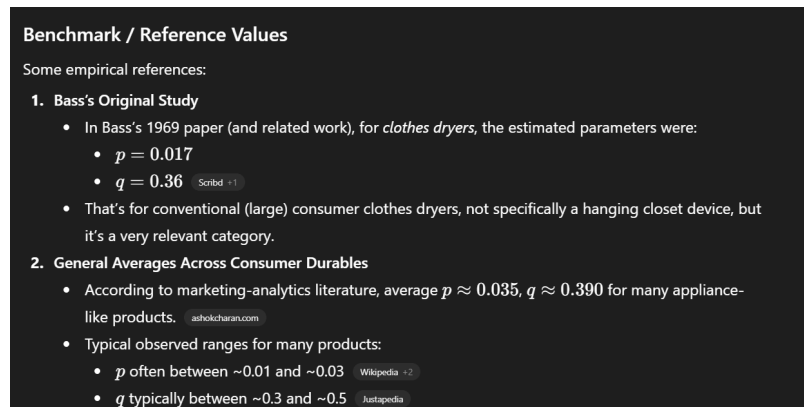 Benchmark / Reference Values
Some empirical references:
1. Bass's Original Study
• In Bass's 1969 paper (and related work), for clothes dryers, the estimated parameters were:
• p = 0.017
• q = 0.36 Scribd +1
• That's for conventional (large) consumer clothes dryers, not specifically a hanging closet device, but
it's a very relevant category.
2. General Averages Across Consumer Durables
• According to marketing-analytics literature, average p ≈ 0.035, q ≈ 0.390 for many appliance-
like products. ashokcharan.com
• Typical observed ranges for many products:
• p often between ~0.01 and ~0.03 Wikipedia +2
• q typically between ~0.3 and ~0.5 Justapedia